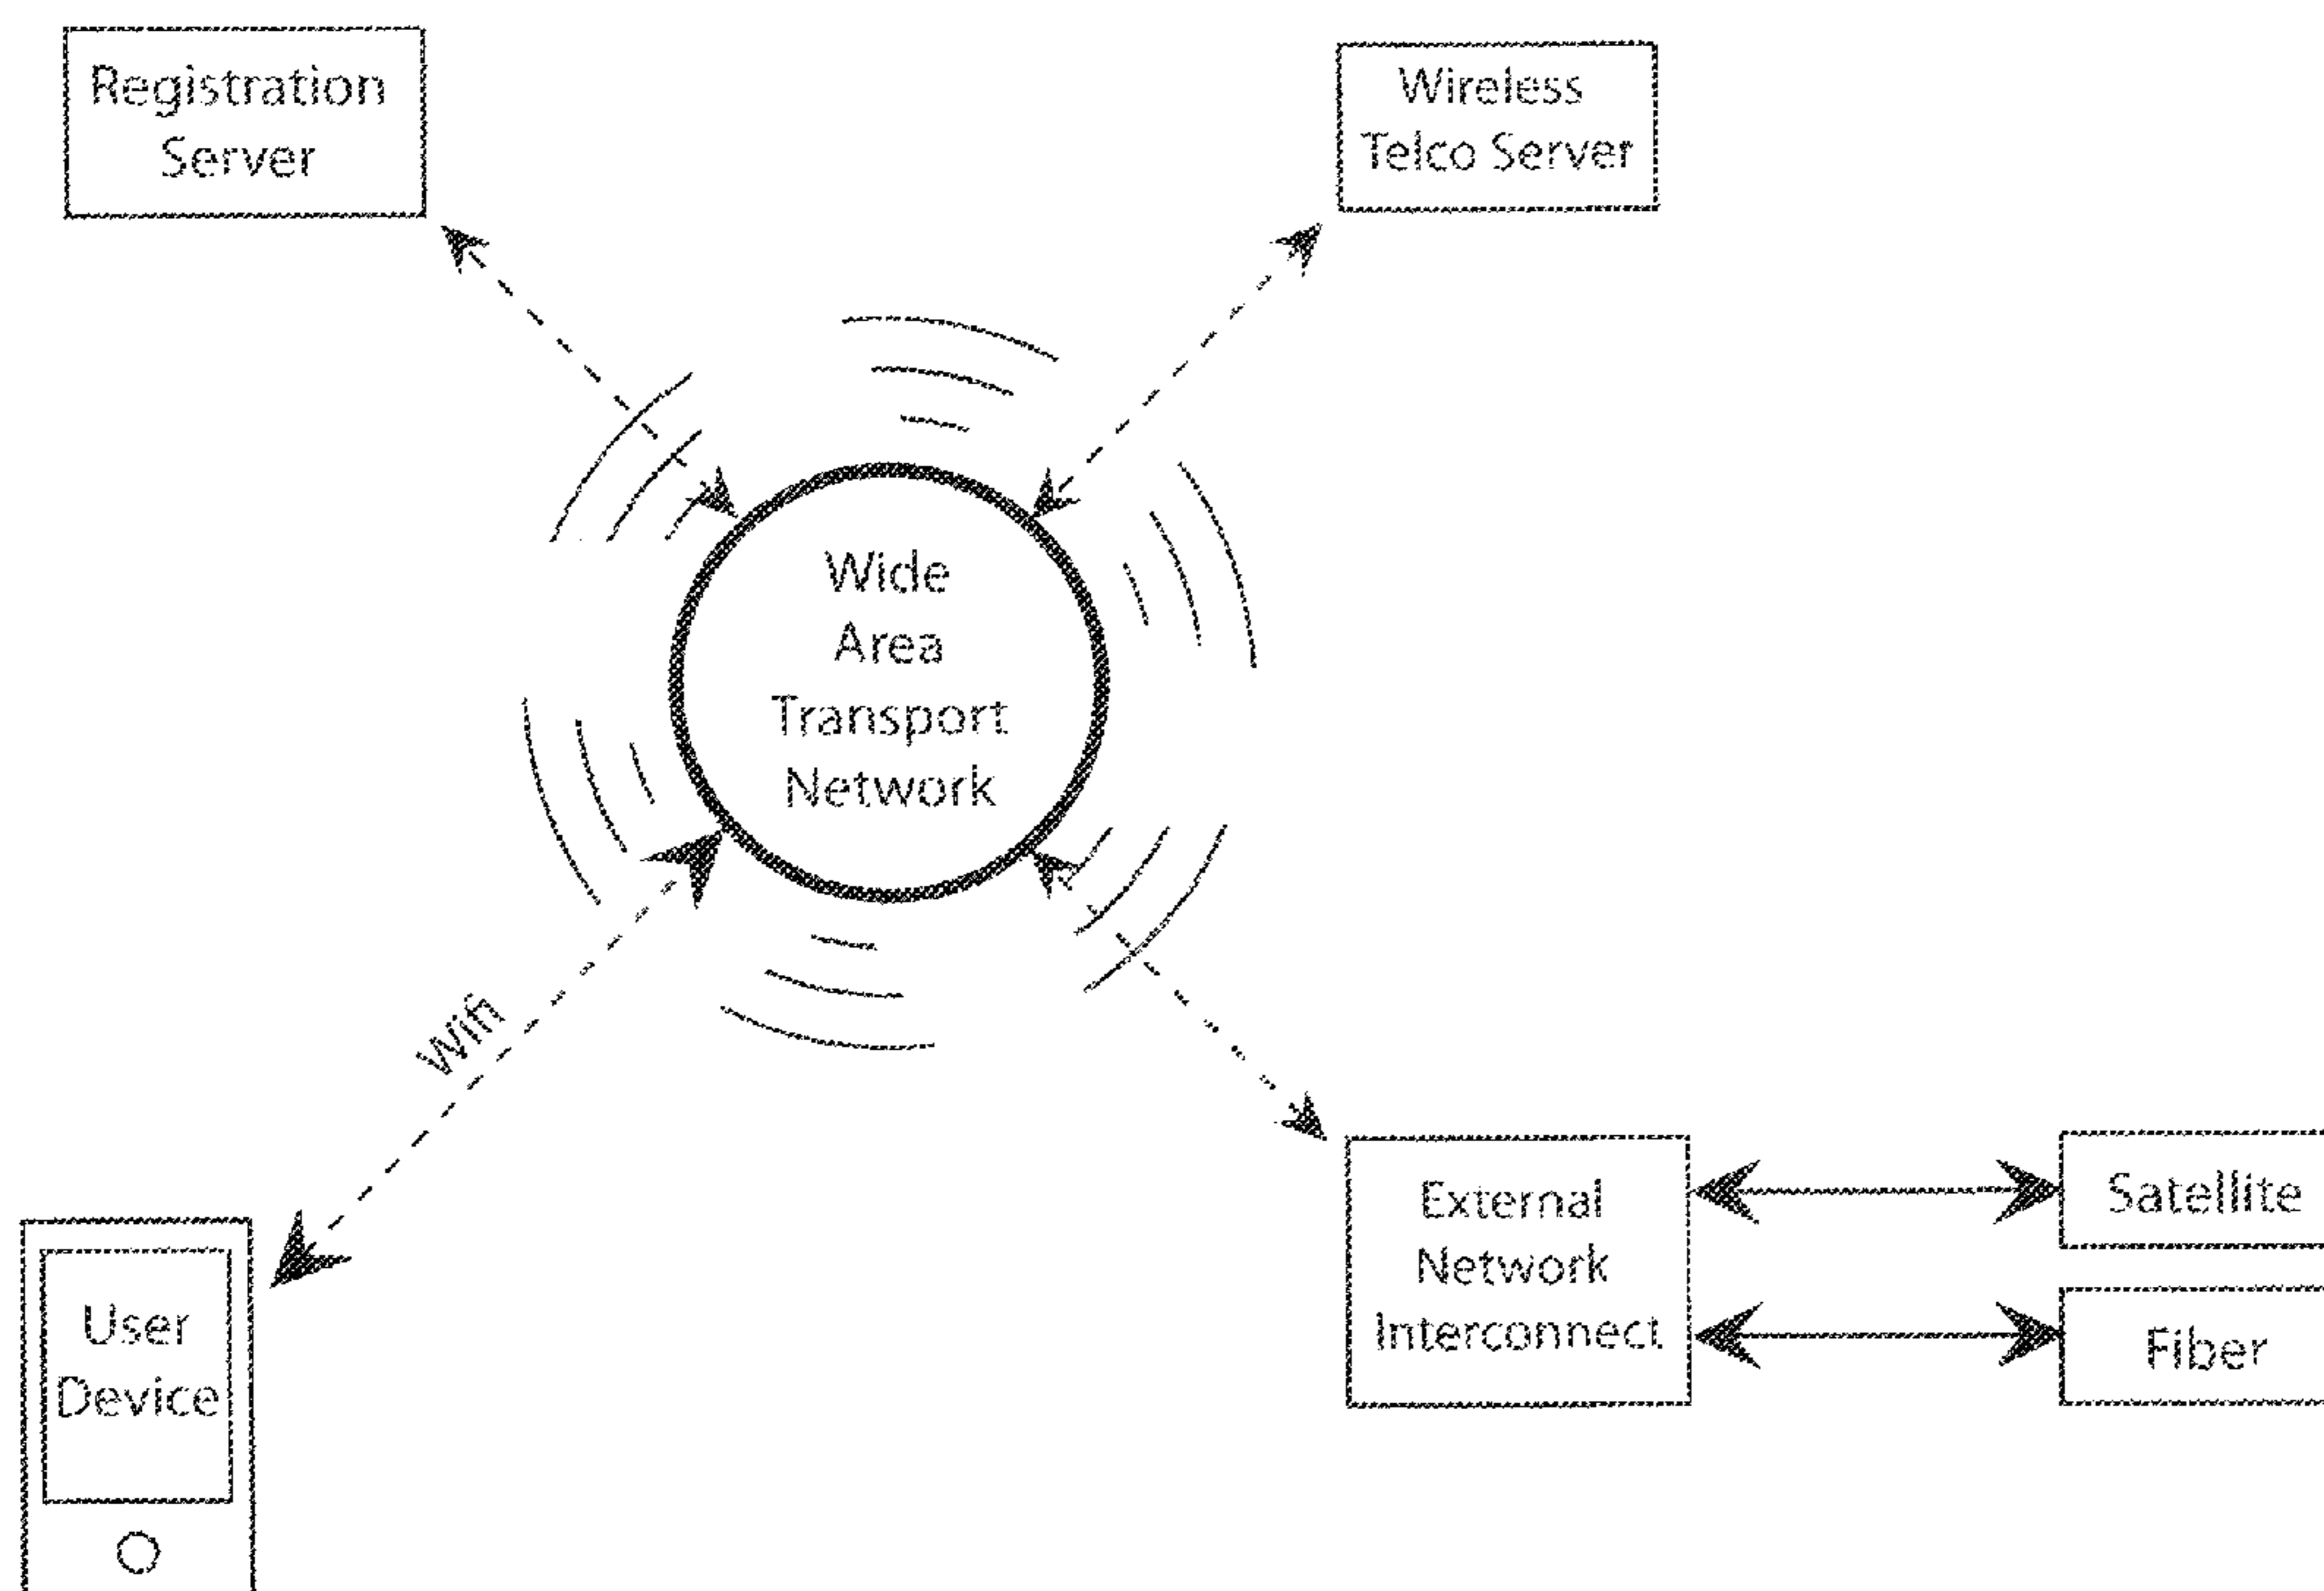 Registration
Server
Wireless
Telco Server
Wide
Area
Transport
Network
Wifi
User
Device
External
Network
Interconnect
Satellite
Fiber